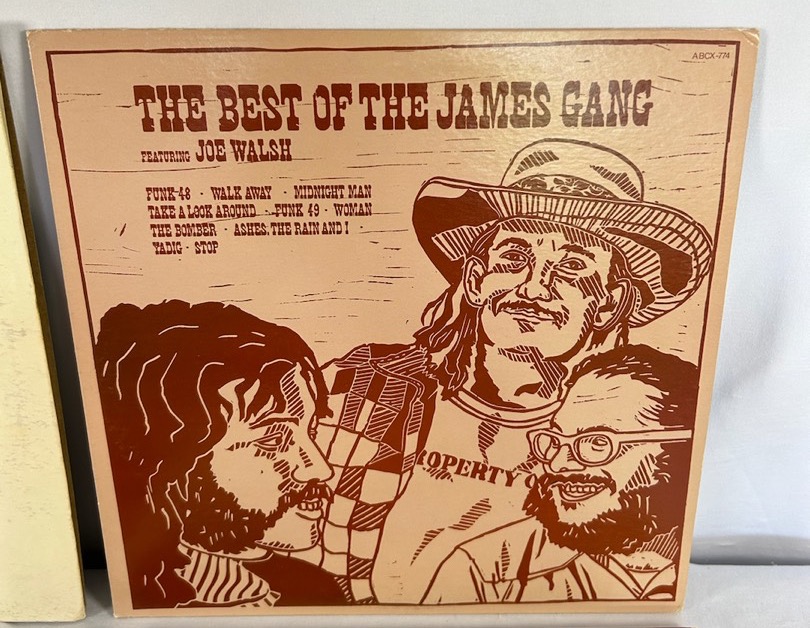 ABCX-774
THE BEST OF THE JAMES GANG
FEATURING JOE WALSH
FUNK-48 - WALK AWAY - MIDNIGHT MAN
TAKE A LOOK AROUND - FUNK 49 - WOMAN
THE BOMBER - ASHES, THE RAIN AND I -
YADIG - STOP
ROPERTY O